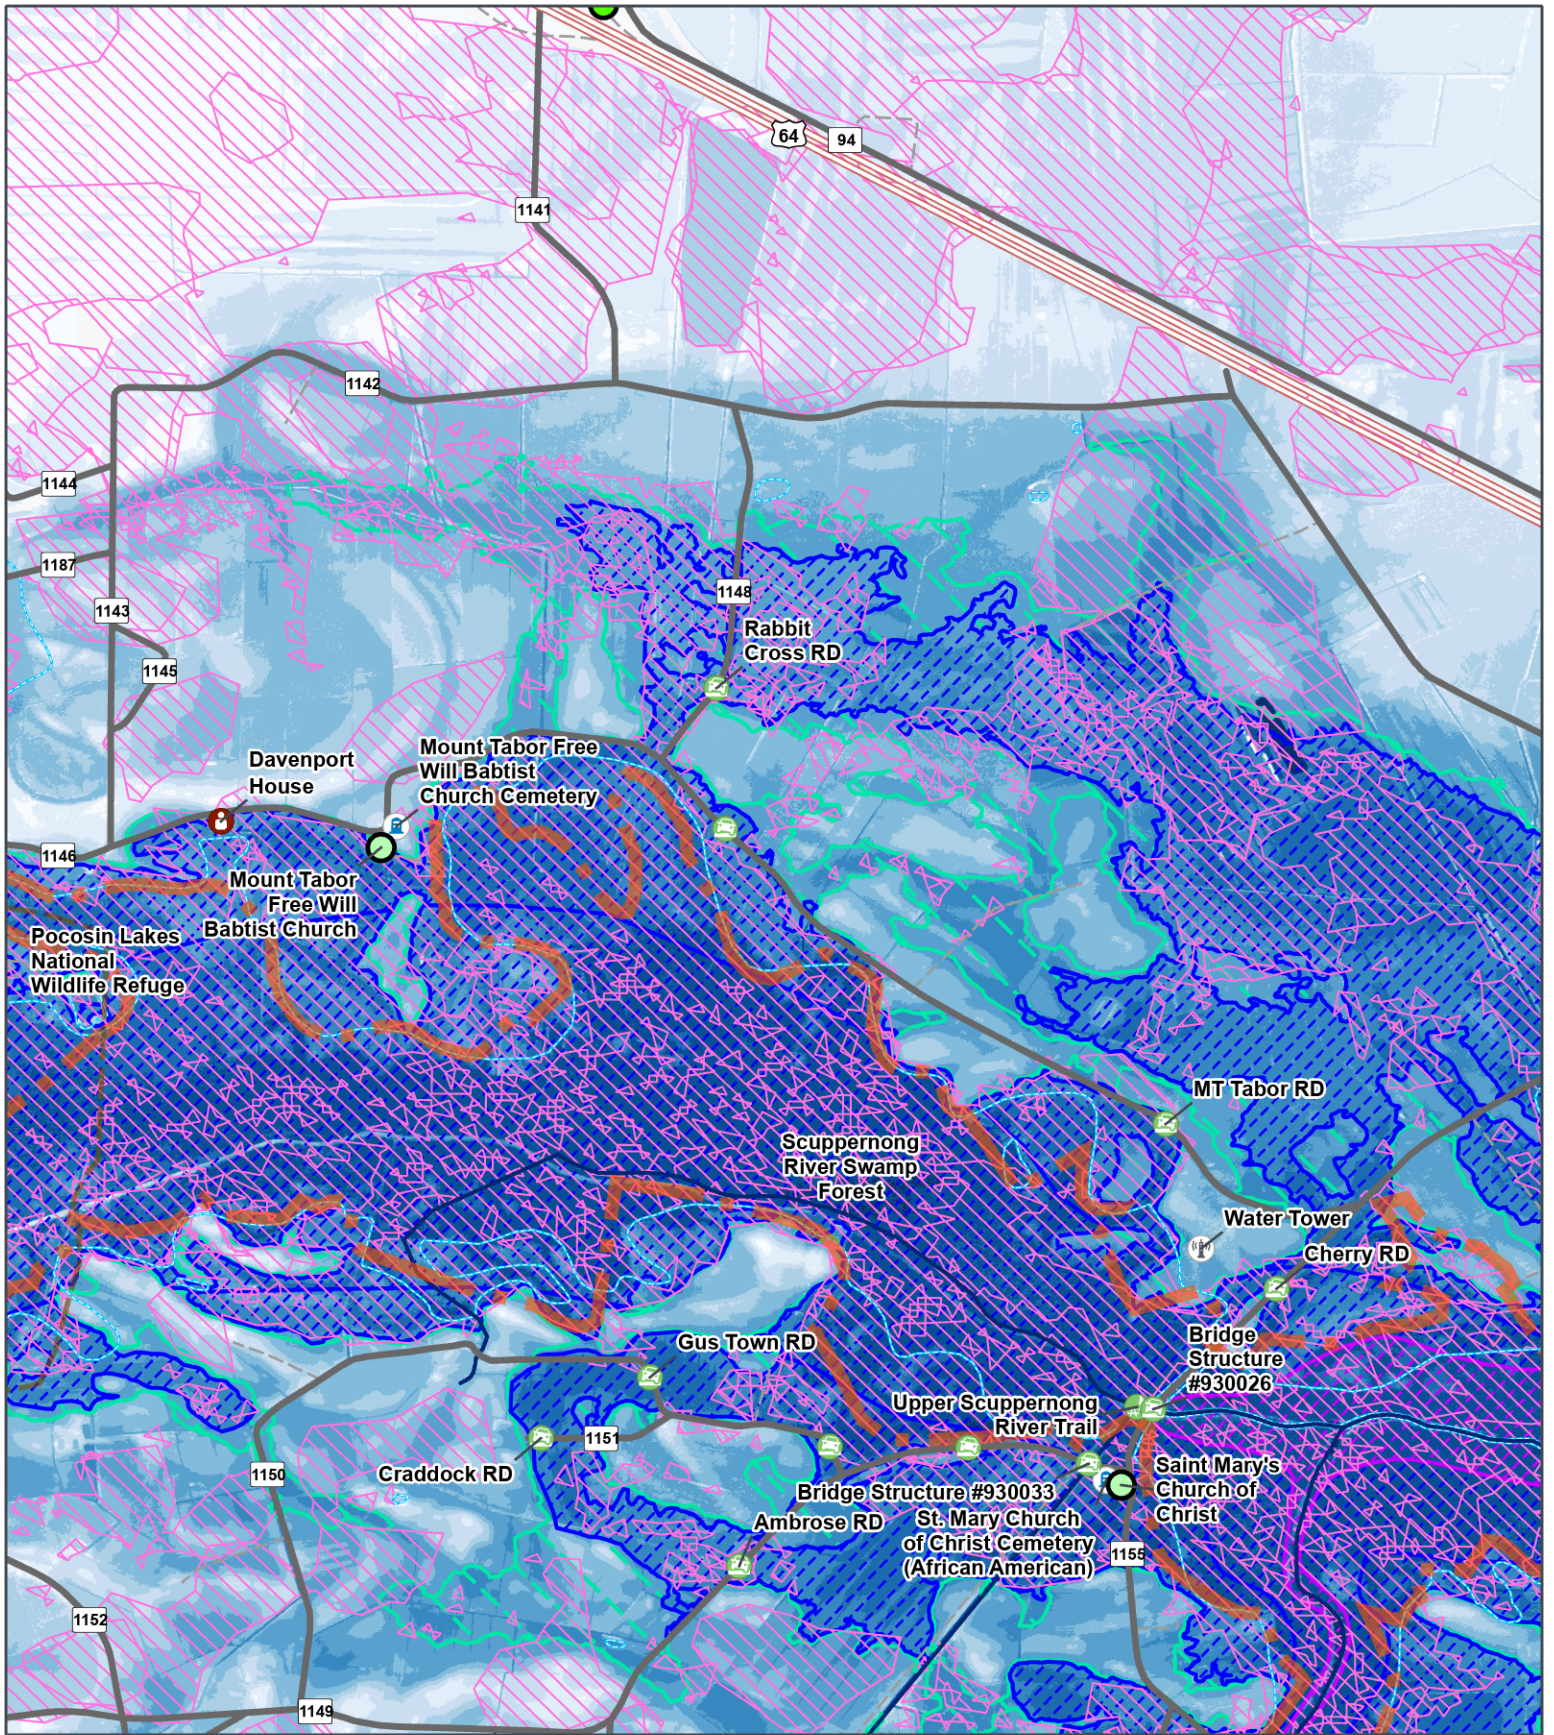 64
94
1141
1142
1144
1187
1143
1148
Rabbit
Cross RD
1145
Davenport
House
Mount Tabor Free
Will Babtist
Church Cemetery
1146
Mount Tabor
Free Will
Babtist Church
Pocosin Lakes
National
Wildlife Refuge
MT Tabor RD
Scuppernong
River Swamp
Forest
Water Tower
Cherry RD
Gus Town RD
Bridge
Structure
#930026
Upper Scuppernong
River Trail
1151
Craddock RD
1150
Saint Mary's
Church of
Christ
Bridge Structure #930033
Ambrose RD
St. Mary Church
of Christ Cemetery
(African American)
1155
1152
1149